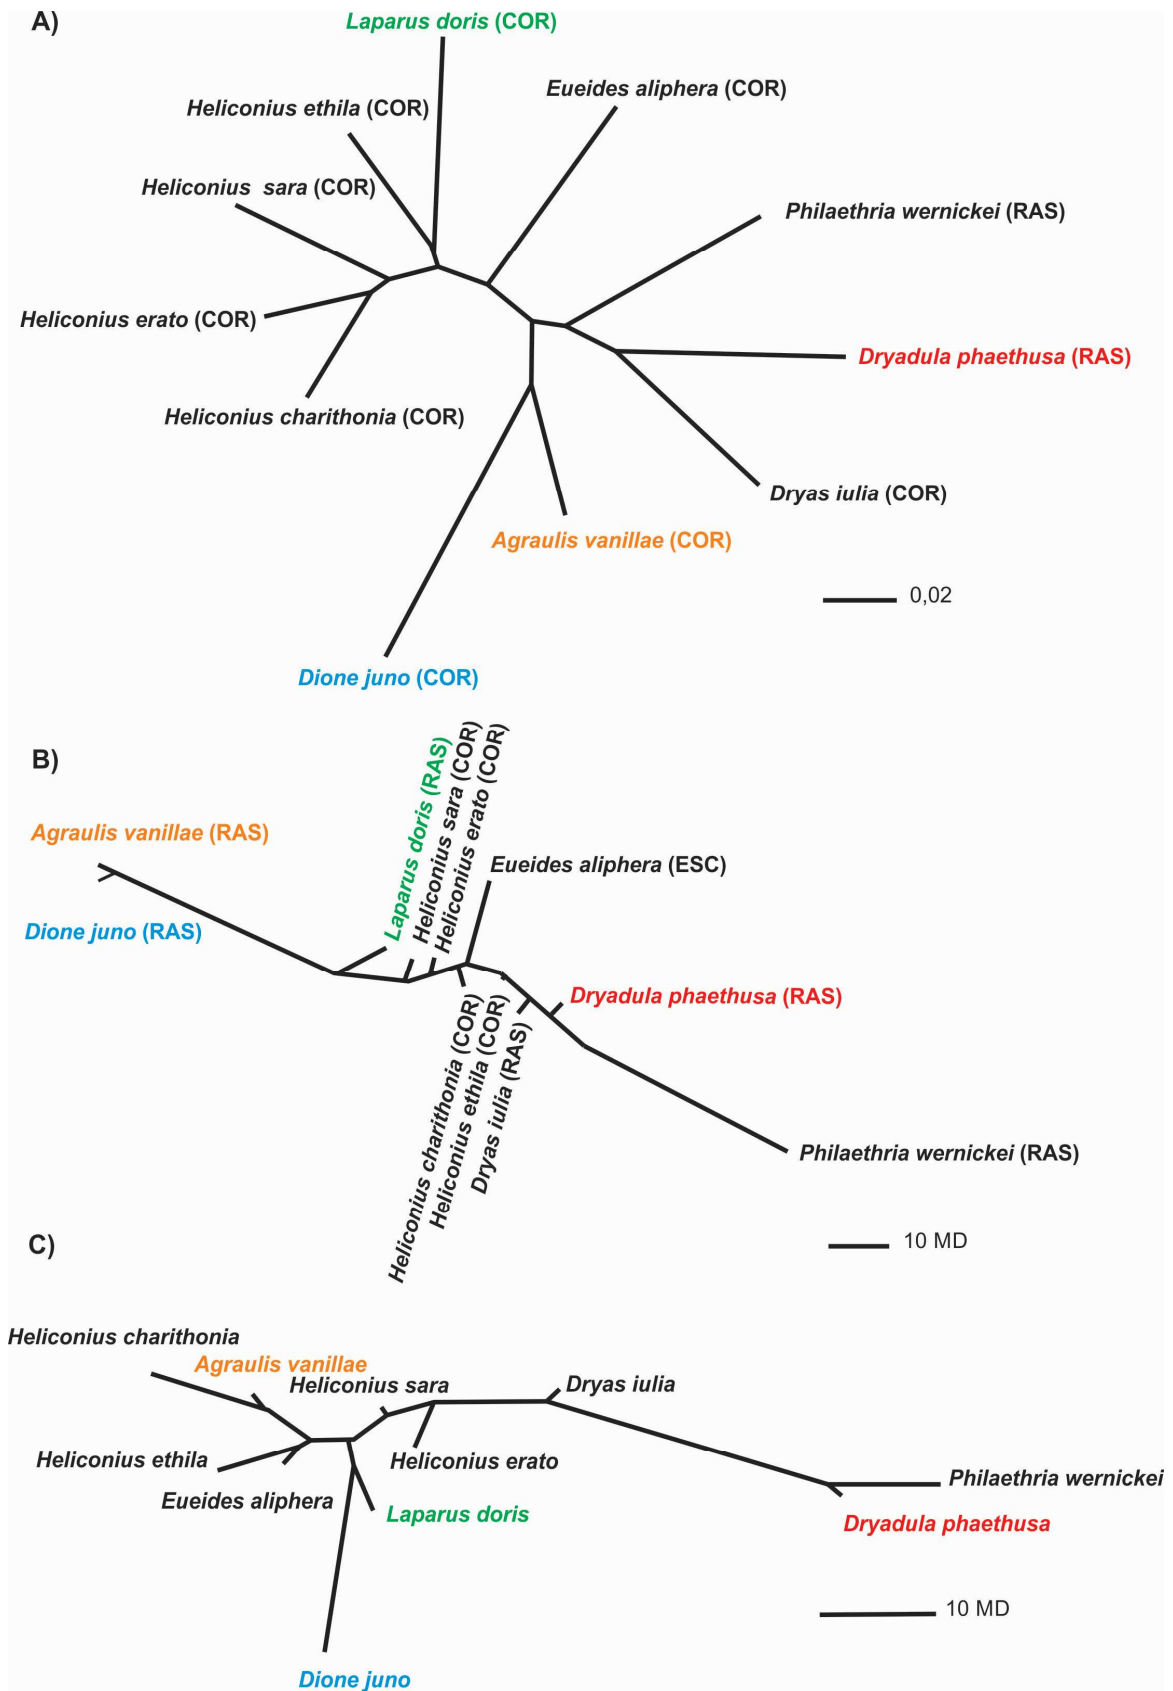 A)
Laparus doris (COR)
Eueides aliphera (COR)
Heliconius ethila (COR)
Heliconius sara (COR)
Philaethria wernickei (RAS)
Heliconius erato (COR)
Dryadula phaethusa (RAS)
Heliconius charithonia (COR)
Dryas iulia (COR)
Agraulis vanillae (COR)
0,02
Dione juno (COR)
B)
Agraulis vanillae (RAS)
Dione juno (RAS)
Laparus doris (RAS)
Heliconius sara (COR)
Heliconius erato (COR)
Eueides aliphera (ESC)
Dryadula phaethusa (RAS)
Heliconius charithonia (COR)
Heliconius ethila (COR)
Dryas iulia (RAS)
Philaethria wernickei (RAS)
10 MD
C)
Heliconius charithonia
Agraulis vanillae
Heliconius sara
Dryas iulia
Heliconius ethila
Heliconius erato
Philaethria wernickei
Eueides aliphera
Laparus doris
Dryadula phaethusa
10 MD
Dione juno